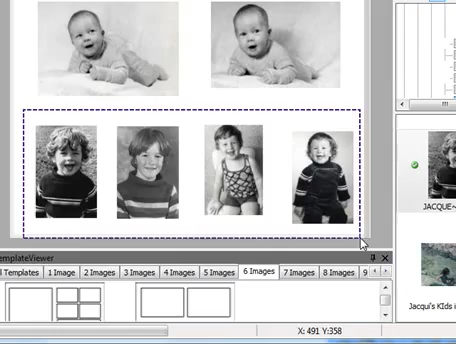 JACQUE~
Jacqui's KIds i
TemplateViewer
Templates 1 Image 2 Images 3 Images 4 Images 5 Images 6 Images 7 Images 8 Images 9
X: 491 Y:358